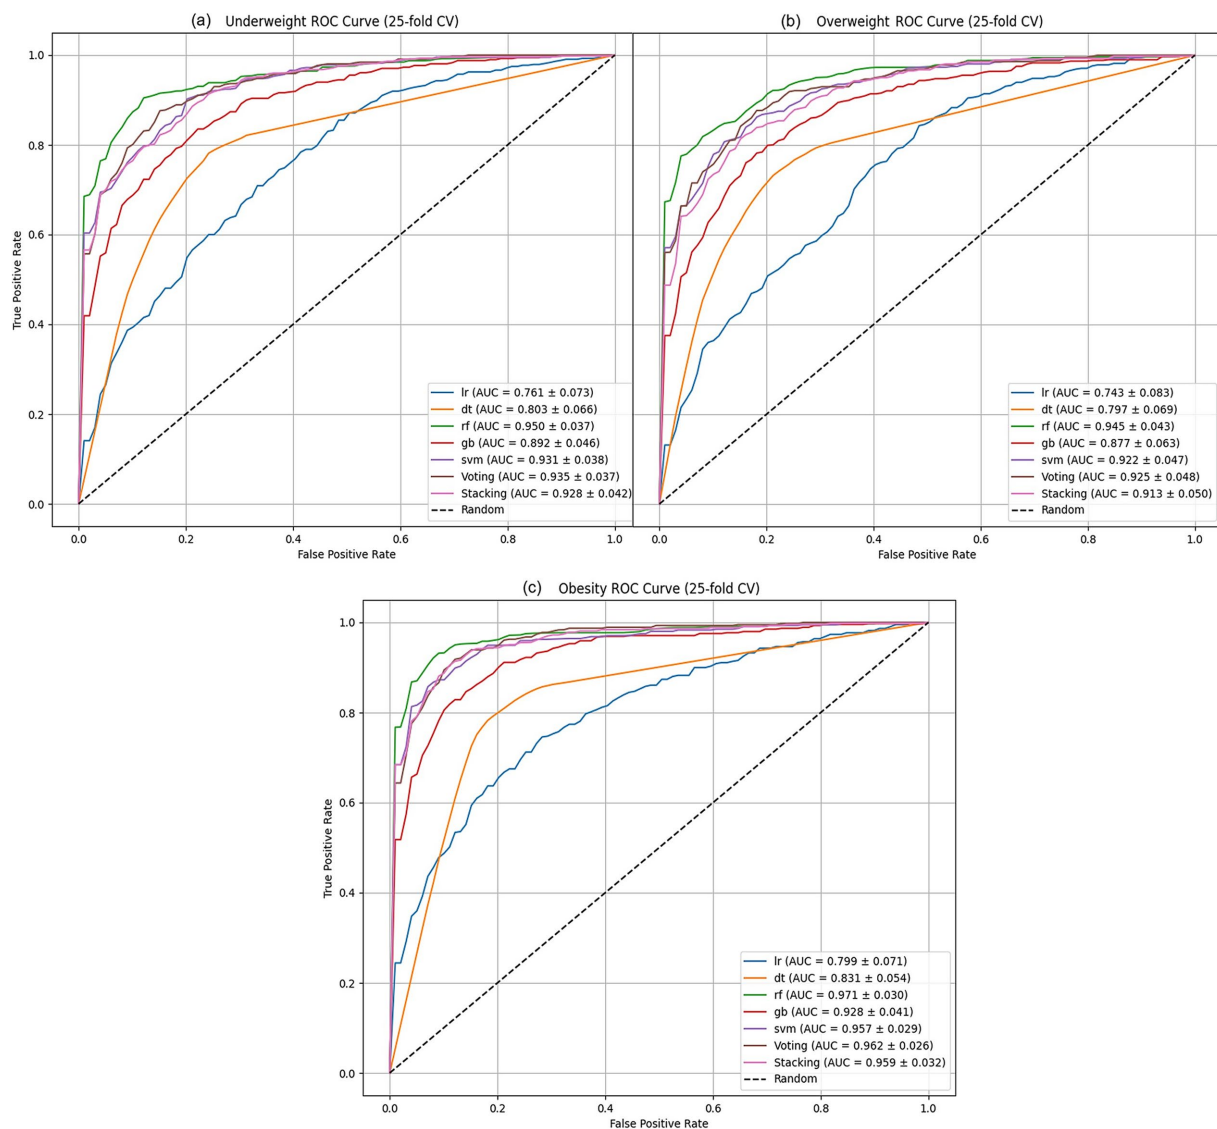 (a) Underweight ROC Curve (25-fold CV)
True Positive Rate
1.0
0.8
0.6
0.4
0.2
0.0
lr (AUC = 0.761 ± 0.073)
dt (AUC = 0.803 ± 0.066)
rf (AUC = 0.950 ± 0.037)
gb (AUC = 0.892 ± 0.046)
svm (AUC = 0.931 ± 0.038)
Voting (AUC = 0.935 ± 0.037)
Stacking (AUC = 0.928 ± 0.042)
Random
0.0 0.2 0.4 0.6 0.8 1.0
False Positive Rate
(b) Overweight ROC Curve (25-fold CV)
lr (AUC = 0.743 ± 0.083)
dt (AUC = 0.797 ± 0.069)
rf (AUC = 0.945 ± 0.043)
gb (AUC = 0.877 ± 0.063)
svm (AUC = 0.922 ± 0.047)
Voting (AUC = 0.925 ± 0.048)
Stacking (AUC = 0.913 ± 0.050)
Random
0.0 0.2 0.4 0.6 0.8 1.0
False Positive Rate
(c) Obesity ROC Curve (25-fold CV)
True Positive Rate
1.0
0.8
0.6
0.4
0.2
0.0
lr (AUC = 0.799 ± 0.071)
dt (AUC = 0.831 ± 0.054)
rf (AUC = 0.971 ± 0.030)
gb (AUC = 0.928 ± 0.041)
svm (AUC = 0.957 ± 0.029)
Voting (AUC = 0.962 ± 0.026)
Stacking (AUC = 0.959 ± 0.032)
Random
0.0 0.2 0.4 0.6 0.8 1.0
False Positive Rate